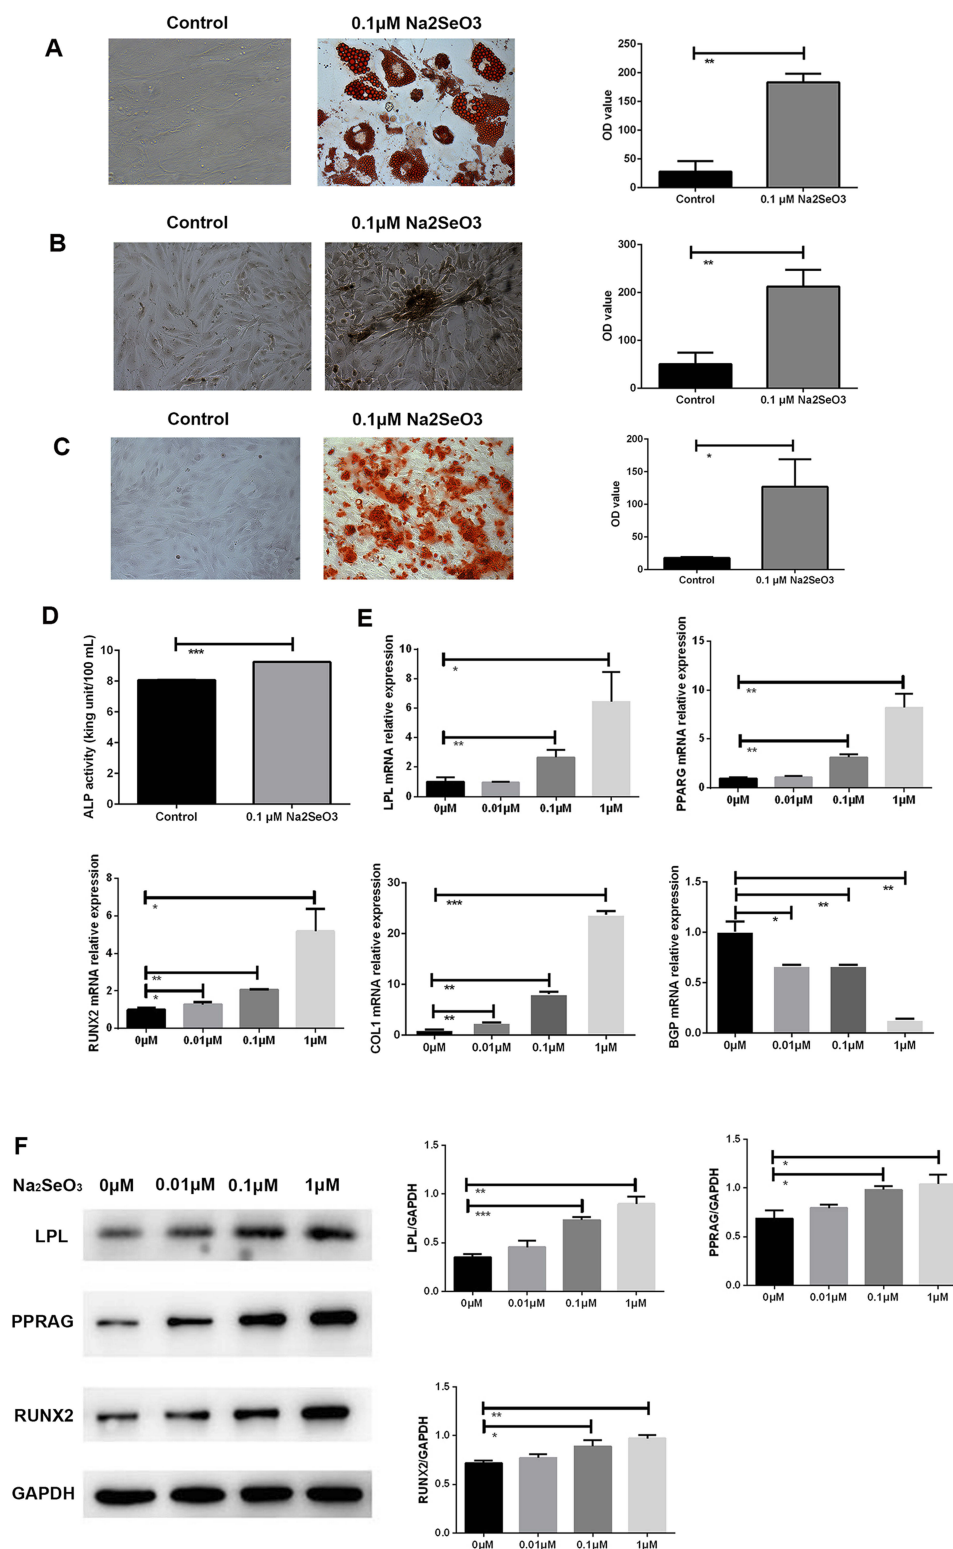 A
Control
0.1μM Na2SeO3
OD value
250
200
150
100
50
0
**
Control
0.1 μM Na2SeO3
B
Control
0.1μM Na2SeO3
OD value
300
200
100
0
**
Control
0.1 μM Na2SeO3
C
Control
0.1μM Na2SeO3
OD value
200
150
100
50
0
*
Control
0.1 μM Na2SeO3
D
ALP activity (king unit/100 mL)
10
8
6
4
2
0
***
Control
0.1 μM Na2SeO3
E
LPL mRNA relative expression
10
8
6
4
2
0
*
**
0μM 0.01μM 0.1μM 1μM
PPARG mRNA relative expression
15
10
5
0
**
**
0μM 0.01μM 0.1μM 1μM
RUNX2 mRNA relative expression
8
6
4
2
0
*
**
*
0μM 0.01μM 0.1μM 1μM
COL1 mRNA relative expression
30
20
10
0
***
**
**
0μM 0.01μM 0.1μM 1μM
BGP mRNA relative expression
1.5
1.0
0.5
0.0
**
**
*
0μM 0.01μM 0.1μM 1μM
F
Na₂SeO₃ 0μM 0.01μM 0.1μM 1μM
LPL
PPRAG
RUNX2
GAPDH
LPL/GAPDH
1.5
1.0
0.5
0.0
**
***
0μM 0.01μM 0.1μM 1μM
PPRAG/GAPDH
1.5
1.0
0.5
0.0
*
*
0μM 0.01μM 0.1μM 1μM
RUNX2/GAPDH
1.5
1.0
0.5
0.0
**
*
0μM 0.01μM 0.1μM 1μM